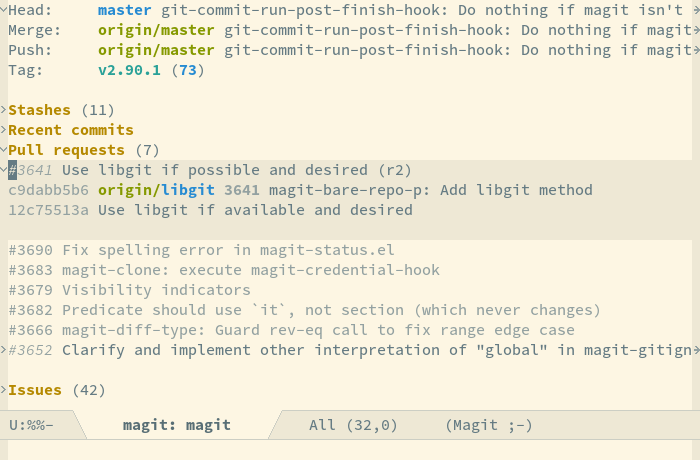 Head: master git-commit-run-post-finish-hook: Do nothing if magit isn't
Merge: origin/master git-commit-run-post-finish-hook: Do nothing if magit
Push: origin/master git-commit-run-post-finish-hook: Do nothing if magit
Tag: v2.90.1 (73)
Stashes (11)
Recent commits
Pull requests (7)
#3641 Use libgit if possible and desired (r2)
c9dabb5b6 origin/libgit 3641 magit-bare-repo-p: Add libgit method
12c75513a Use libgit if available and desired
#3690 Fix spelling error in magit-status.el
#3683 magit-clone: execute magit-credential-hook
#3679 Visibility indicators
#3682 Predicate should use `it`, not section (which never changes)
#3666 magit-diff-type: Guard rev-eq call to fix range edge case
#3652 Clarify and implement other interpretation of "global" in magit-gitign
Issues (42)
U:%%- magit: magit All (32,0) (Magit ;-)